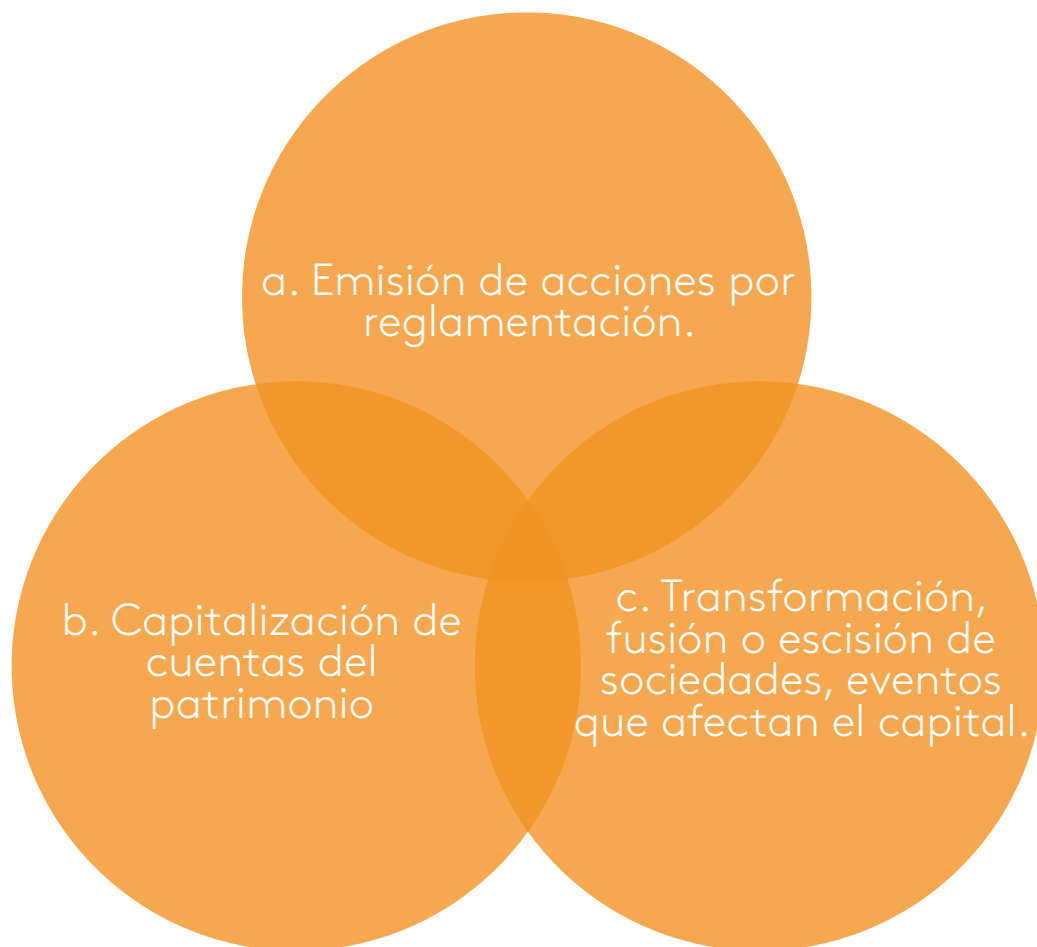 a. Emisión de acciones por
reglamentación.
b. Capitalización de
cuentas del
patrimonio
c. Transformación,
fusión o escisión de
sociedades, eventos
que afectan el capital.